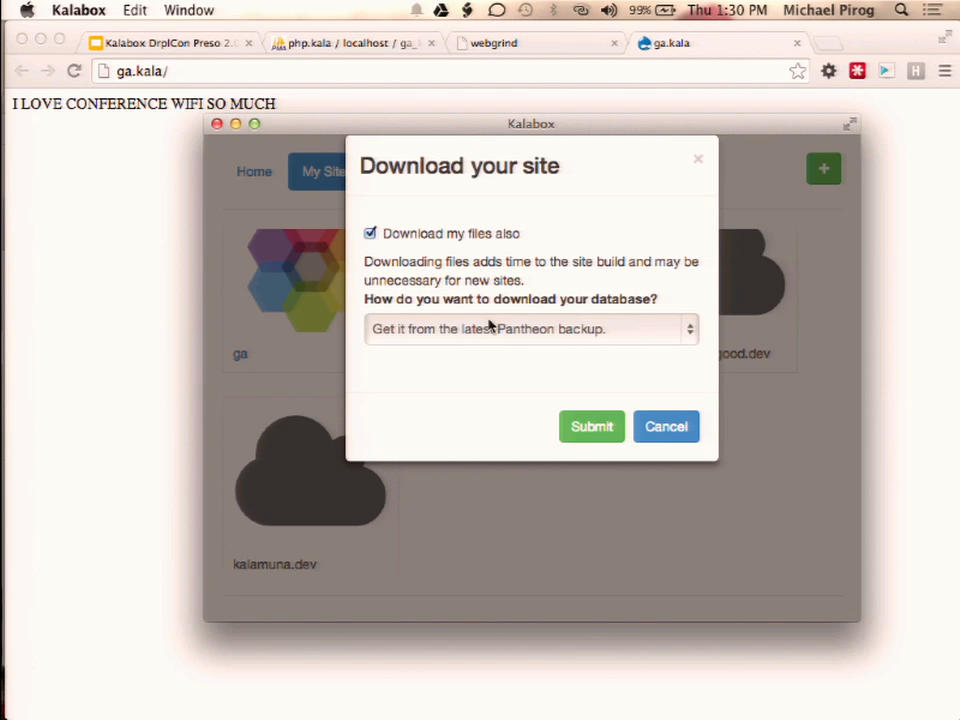 Kalabox Edit Window 99% Thu 1:30 PM Michael Pirog
Kalabox DrplCon Preso 2. php.kala / localhost / ga_ webgrind ga.kala
ga.kala/
I LOVE CONFERENCE WIFI SO MUCH
Kalabox
Home My Site
Download your site
Download my files also
Downloading files adds time to the site build and may be
unnecessary for new sites.
How do you want to download your database?
Get it from the latest Pantheon backup.
ga
good.dev
Submit Cancel
kalamuna.dev